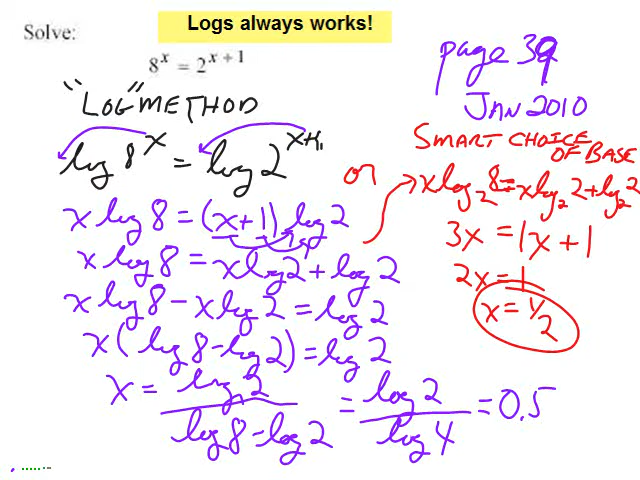 Solve:
Logs always works!
8^x = 2^(x + 1)
page 39
JAN 2010
"LOG" METHOD
log 8^x = log 2^(x+1)
x log 8 = (x+1) log 2
x log 8 = x log 2 + log 2
x log 8 - x log 2 = log 2
x (log 8 - log 2) = log 2
x = log 2 / (log 8 - log 2) = log 2 / log 4 = 0.5
or
SMART CHOICE
OF BASE
x log₂ 8 = x log₂ 2 + log₂ 2
3x = 1x + 1
2x = 1
x = 1/2